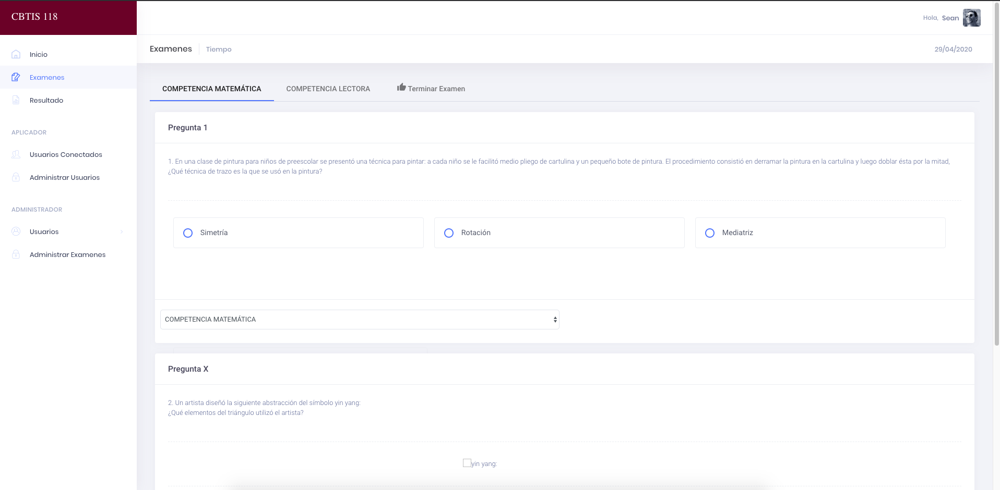 CBTIS 118
Hola, Sean
Inicio
Examenes
Resultado
APLICADOR
Usuarios Conectados
Administrar Usuarios
ADMINISTRADOR
Usuarios
Administrar Examenes
Examenes
Tiempo
29/04/2020
COMPETENCIA MATEMÁTICA
COMPETENCIA LECTORA
Terminar Examen
Pregunta 1
1. En una clase de pintura para niños de preescolar se presentó una técnica para pintar: a cada niño se le facilitó medio pliego de cartulina y un pequeño bote de pintura. El procedimiento consistió en derramar la pintura en la cartulina y luego doblar ésta por la mitad,
¿Qué técnica de trazo es la que se usó en la pintura?
Simetría
Rotación
Mediatriz
COMPETENCIA MATEMÁTICA
Pregunta X
2. Un artista diseñó la siguiente abstracción del símbolo yin yang:
¿Qué elementos del triángulo utilizó el artista?
yin yang: